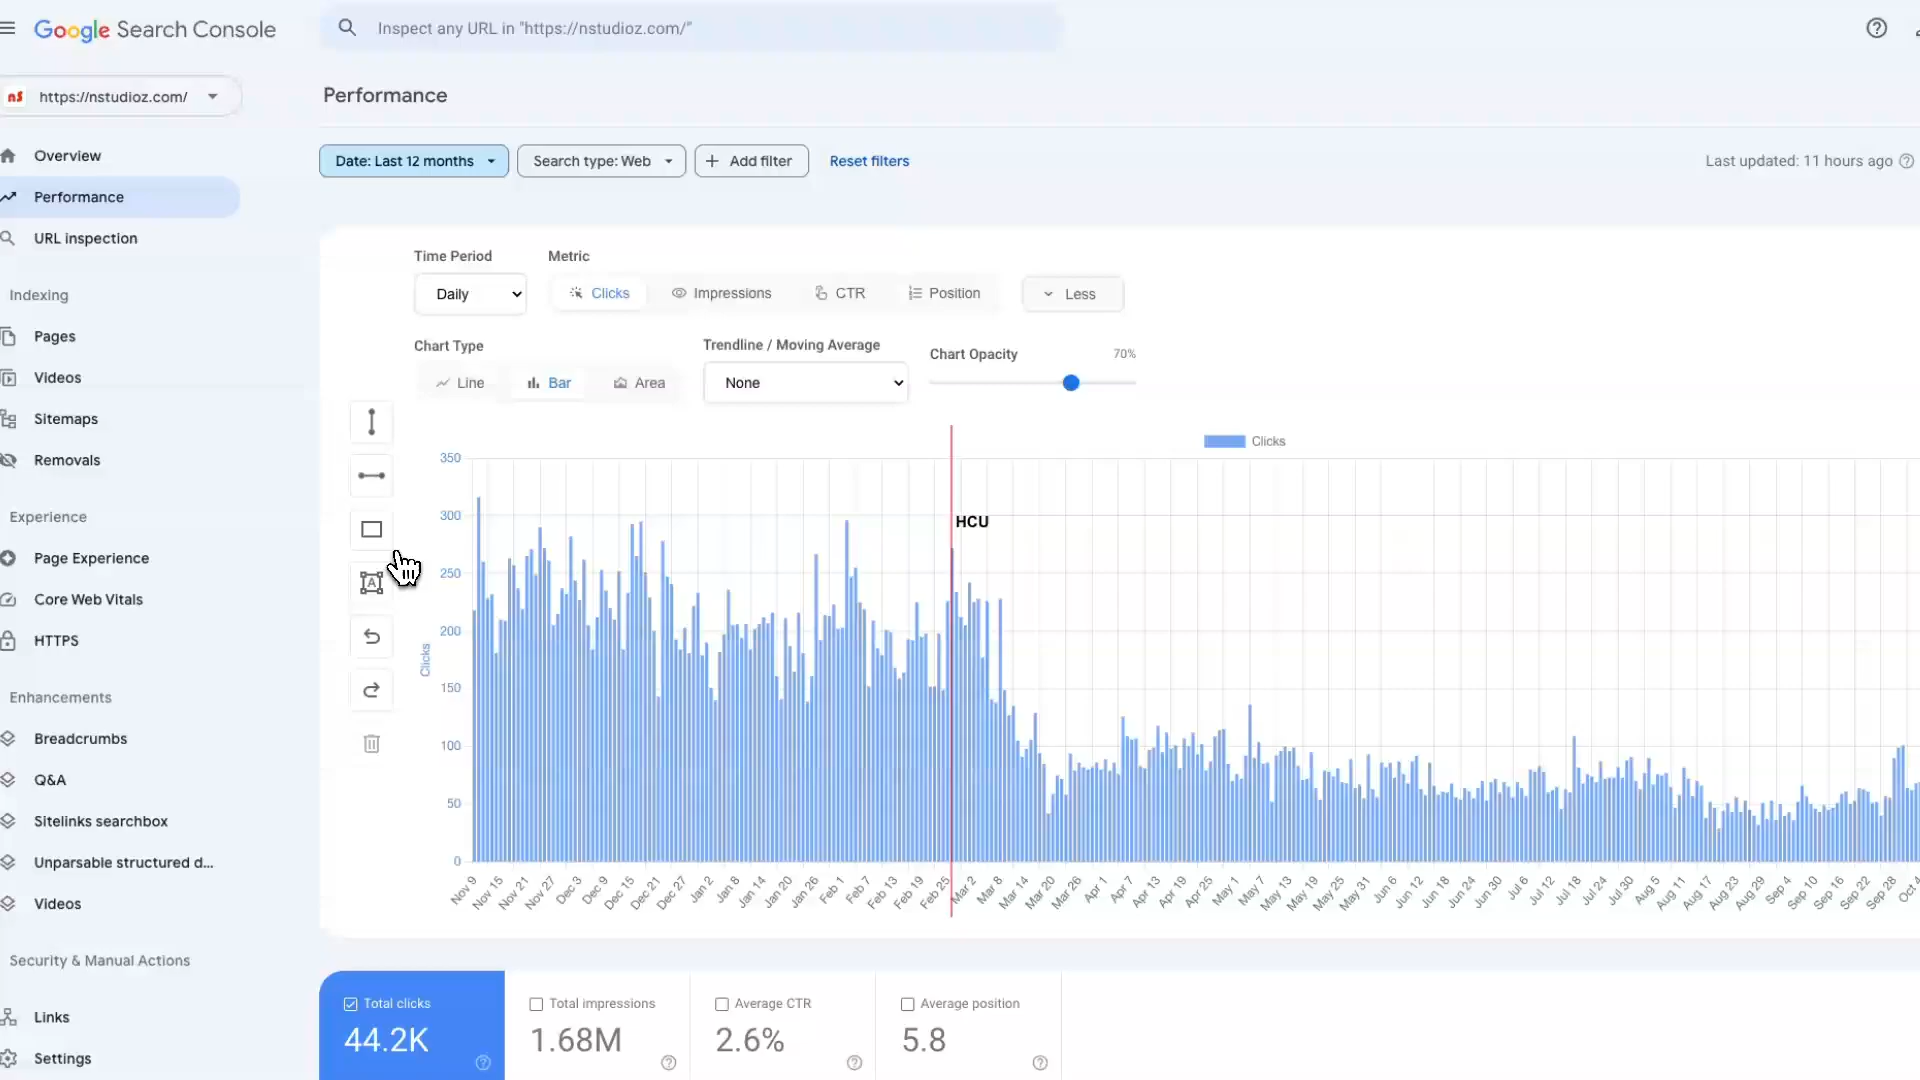 Google Search Console
Inspect any URL in "https://nstudioz.com/"
nS https://nstudioz.com/
Performance
Overview
Performance
URL inspection
Indexing
Pages
Videos
Sitemaps
Removals
Experience
Page Experience
Core Web Vitals
HTTPS
Enhancements
Breadcrumbs
Q&A
Sitelinks searchbox
Unparsable structured d...
Videos
Security & Manual Actions
Links
Settings
Date: Last 12 months
Search type: Web
Add filter
Reset filters
Last updated: 11 hours ago
Time Period
Metric
Daily
Clicks
Impressions
CTR
Position
Less
Chart Type
Trendline / Moving Average
Chart Opacity
70%
Line
Bar
Area
None
A
Clicks
HCU
Clicks
350
300
250
200
150
100
50
0
Nov 9
Nov 15
Nov 21
Nov 27
Dec 3
Dec 9
Dec 15
Dec 21
Dec 27
Jan 2
Jan 8
Jan 14
Jan 20
Jan 26
Feb 1
Feb 7
Feb 13
Feb 19
Feb 25
Mar 2
Mar 8
Mar 14
Mar 20
Mar 26
Apr 1
Apr 7
Apr 13
Apr 19
Apr 25
May 1
May 7
May 13
May 19
May 25
May 31
Jun 6
Jun 12
Jun 18
Jun 24
Jun 30
Jul 6
Jul 12
Jul 18
Jul 24
Jul 30
Aug 5
Aug 11
Aug 17
Aug 23
Aug 29
Sep 4
Sep 10
Sep 16
Sep 22
Sep 28
Oct 4
Total clicks
44.2K
Total impressions
1.68M
Average CTR
2.6%
Average position
5.8